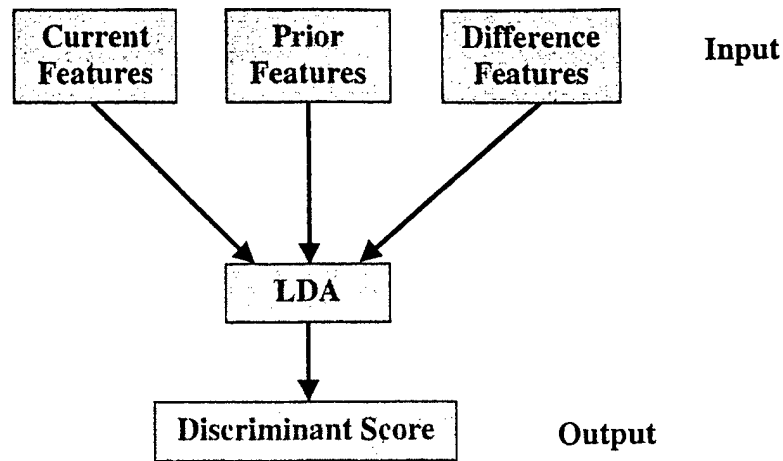 Current
Features
Prior
Features
Difference
Features
Input
LDA
Discriminant Score
Output